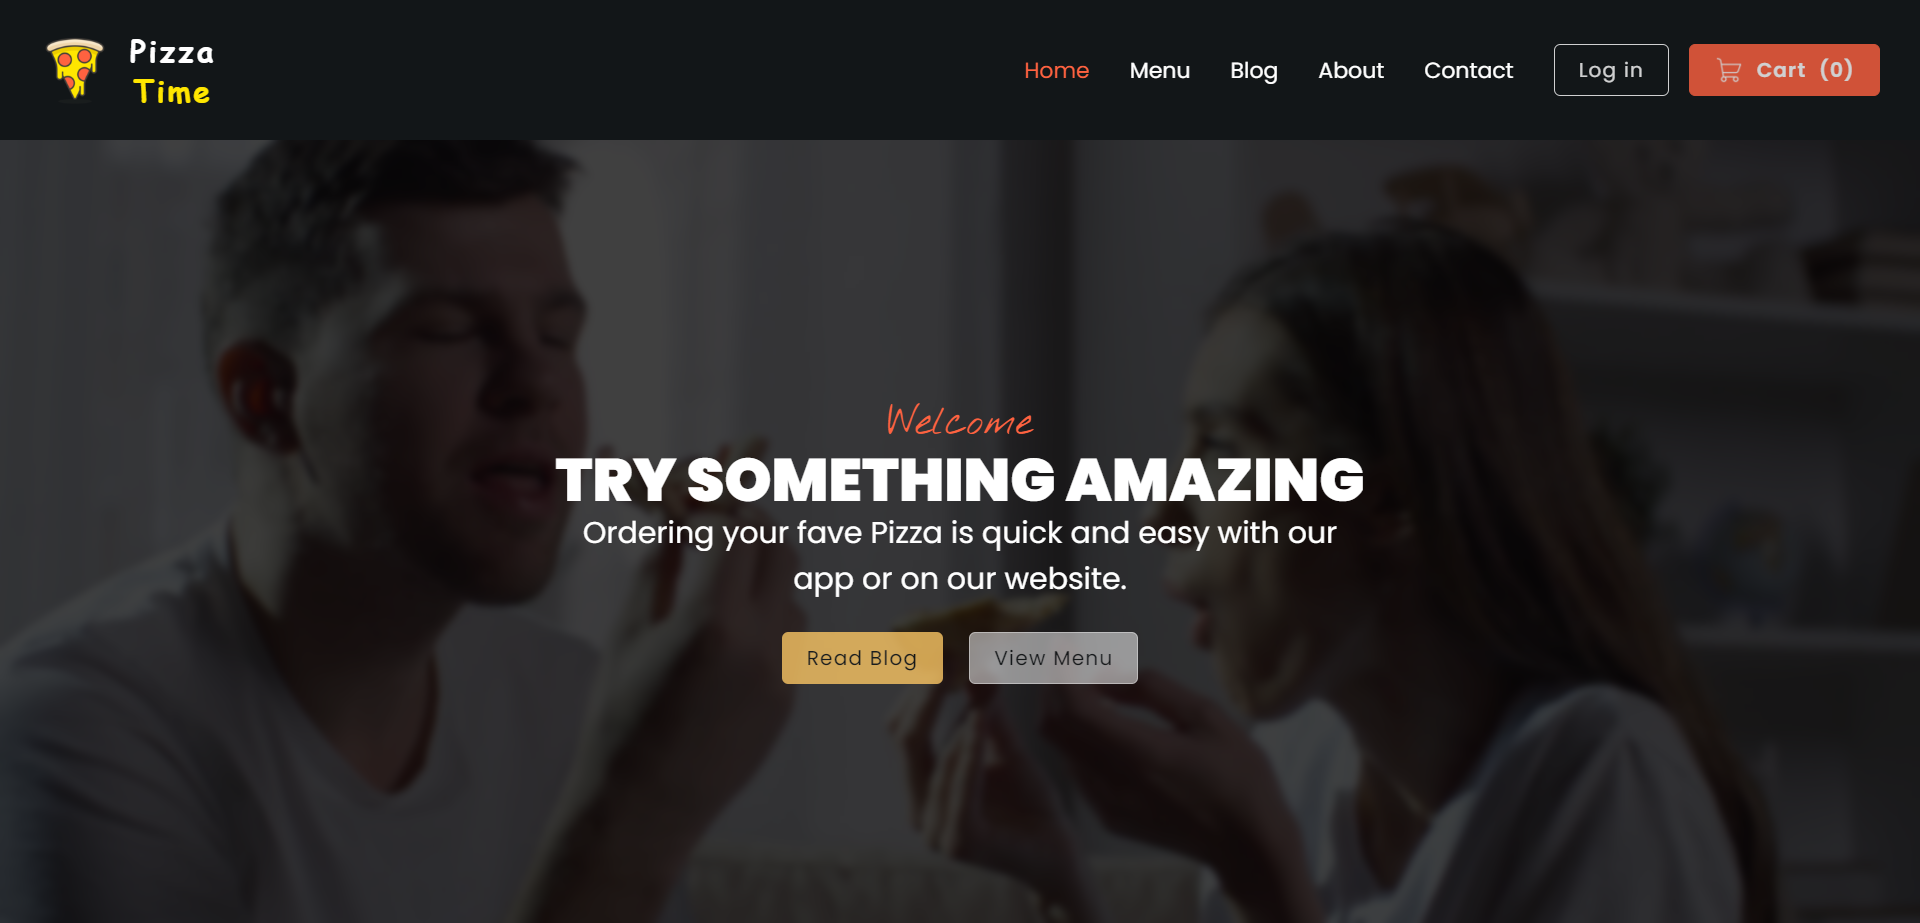 Pizza
Time
Home Menu Blog About Contact Log in Cart (0)
Welcome
TRY SOMETHING AMAZING
Ordering your fave Pizza is quick and easy with our
app or on our website.
Read Blog View Menu